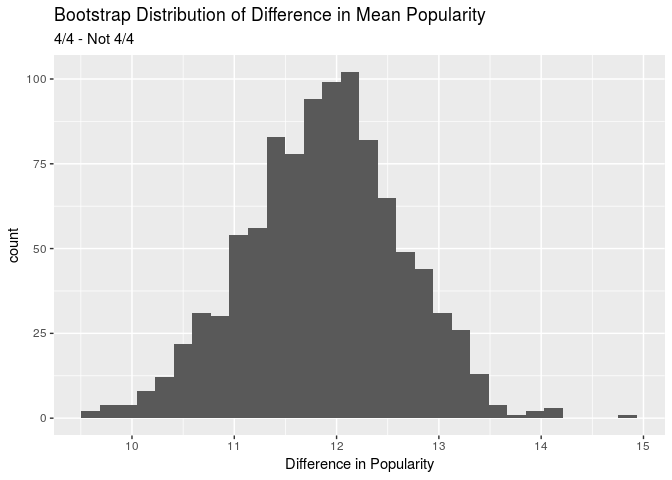 Bootstrap Distribution of Difference in Mean Popularity
4/4 - Not 4/4
100
75
50
25
0
count
10 11 12 13 14 15
Difference in Popularity